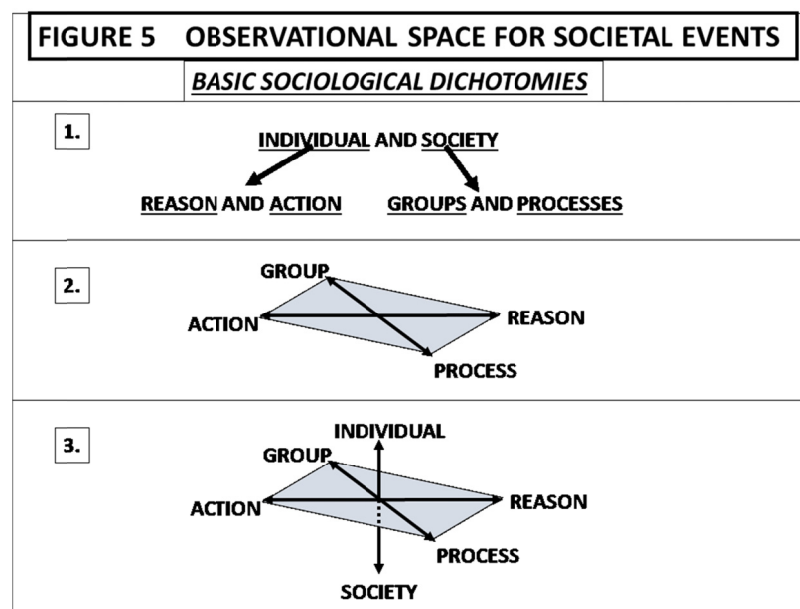 FIGURE 5 OBSERVATIONAL SPACE FOR SOCIETAL EVENTS
BASIC SOCIOLOGICAL DICHOTOMIES
1.
INDIVIDUAL AND SOCIETY
REASON AND ACTION GROUPS AND PROCESSES
2.
GROUP
ACTION REASON
PROCESS
3.
INDIVIDUAL
GROUP
ACTION REASON
PROCESS
SOCIETY